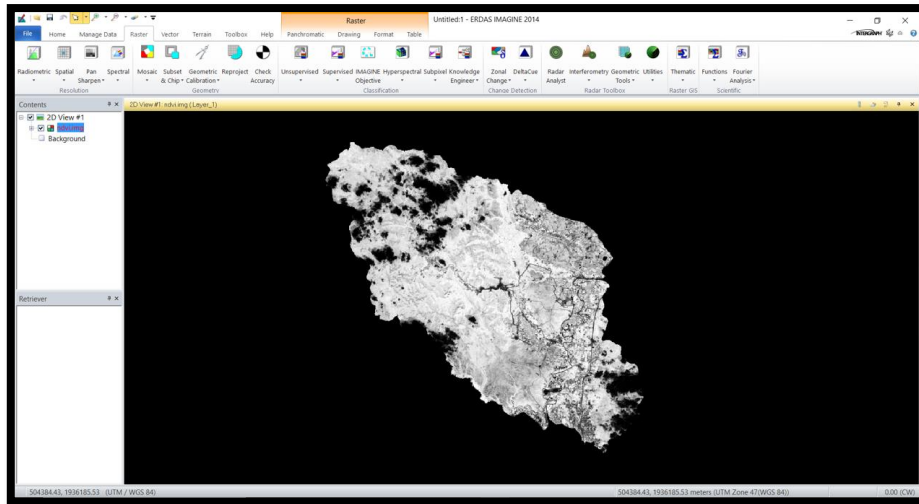 Raster
Untitled:1 - ERDAS IMAGINE 2014
File Home Manage Data Raster Vector Terrain Toolbox Help Panchromatic Drawing Format Table
INTERGRAPH
Radiometric Spatial Pan Spectral Mosaic Subset Geometric Reproject Check Unsupervised Supervised IMAGINE Hyperspectral Subpixel Knowledge Zonal DeltaCue Radar Interferometry Geometric Utilities Thematic Functions Fourier
Sharpen & Chip Calibration Accuracy Objective Engineer Change Analyst Tools Analysis
Resolution Geometry Classification Change Detection Radar Toolbox Raster GIS Scientific
Contents 2D View #1: ndvi.img (:Layer_1)
2D View #1
ndvi.img
Background
Retriever
504384.43, 1936185.53 (UTM / WGS 84) 504384.43, 1936185.53 meters (UTM Zone 47(WGS 84)) 0.00 (CW)